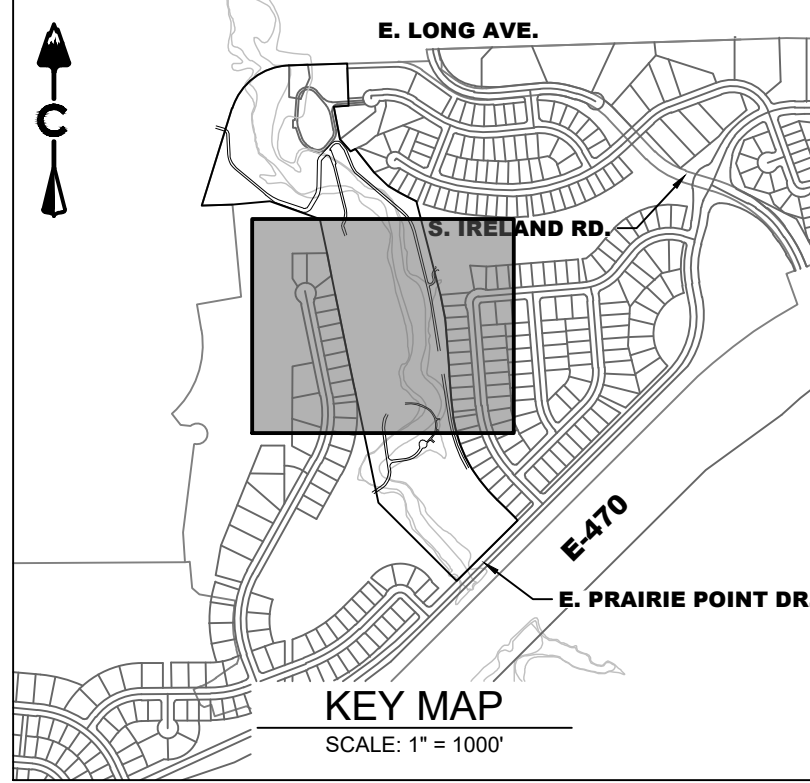 E. LONG AVE.
C
S. IRELAND RD.
E-470
E. PRAIRIE POINT DR
KEY MAP
SCALE: 1" = 1000'